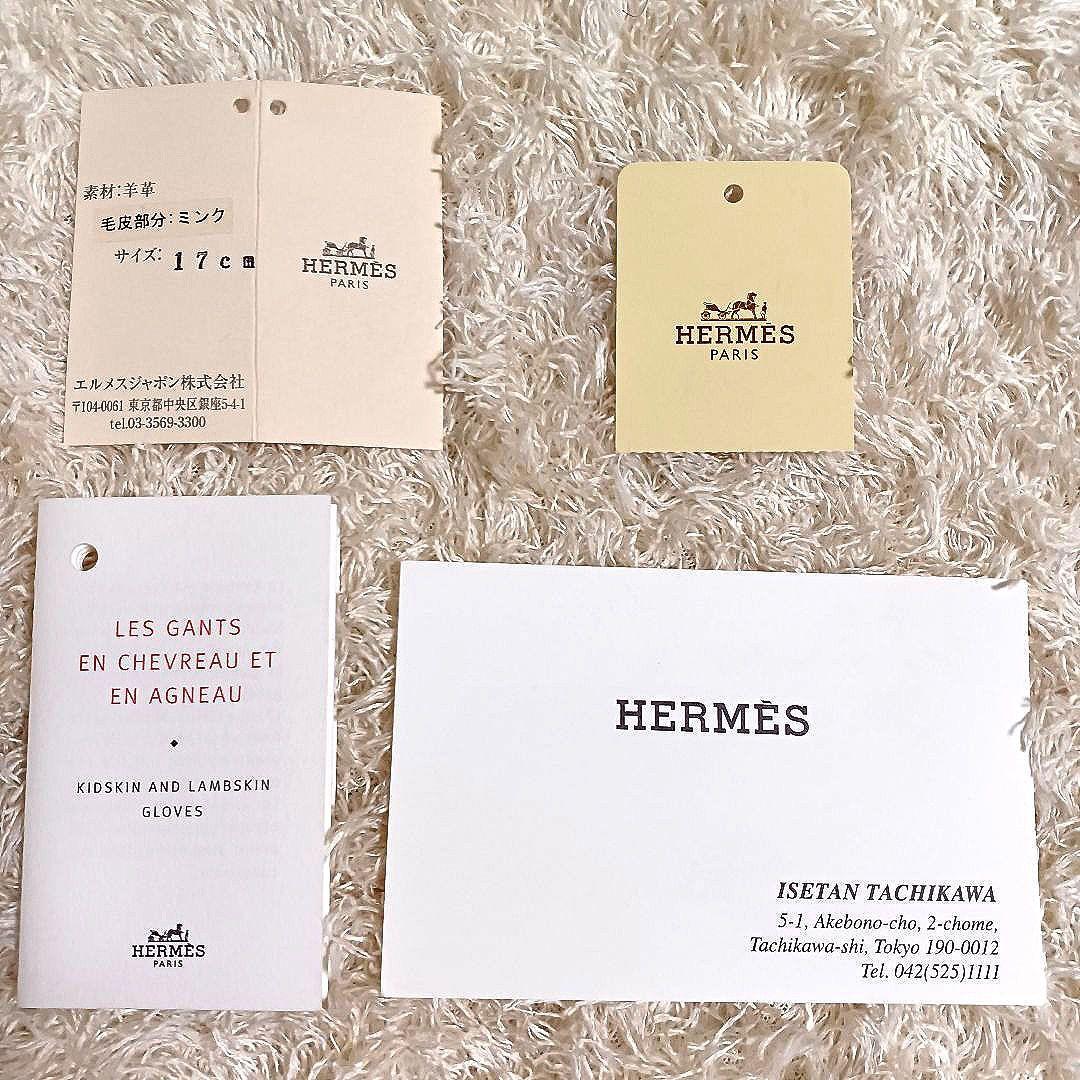 素材:羊革
毛皮部分:ミンク
サイズ: 17cm
エルメスジャポン株式会社
〒104-0061 東京都中央区銀座5-4-1
tel.03-3569-3300
HERMÈS
PARIS
HERMÈS
PARIS
LES GANTS
EN CHEVREAU ET
EN AGNEAU
KIDSKIN AND LAMBSKIN
GLOVES
HERMÈS
PARIS
HERMÈS
ISETAN TACHIKAWA
5-1, Akebono-cho, 2-chome,
Tachikawa-shi, Tokyo 190-0012
Tel. 042(525)1111